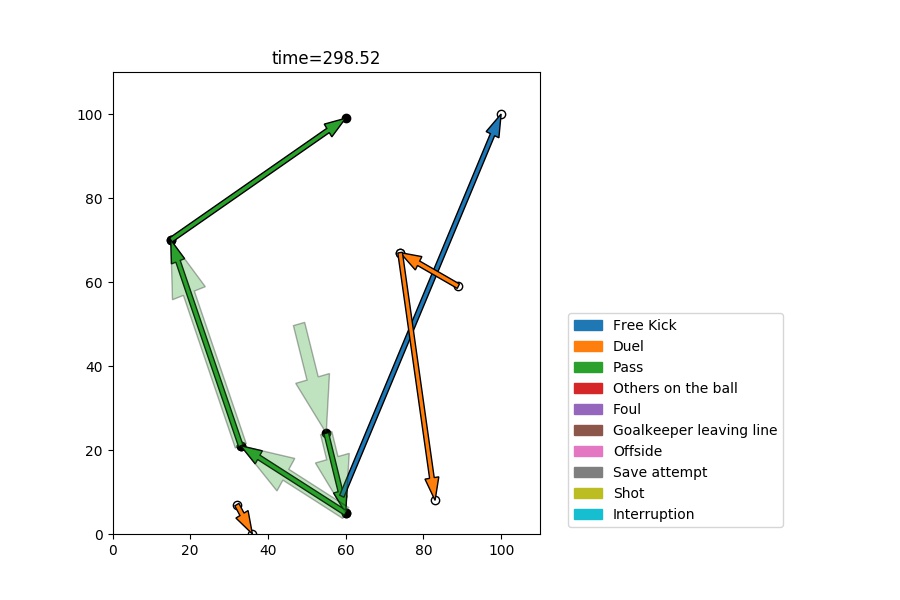 time=298.52
100
80
60
40
20
0
0 20 40 60 80 100
Free Kick
Duel
Pass
Others on the ball
Foul
Goalkeeper leaving line
Offside
Save attempt
Shot
Interruption